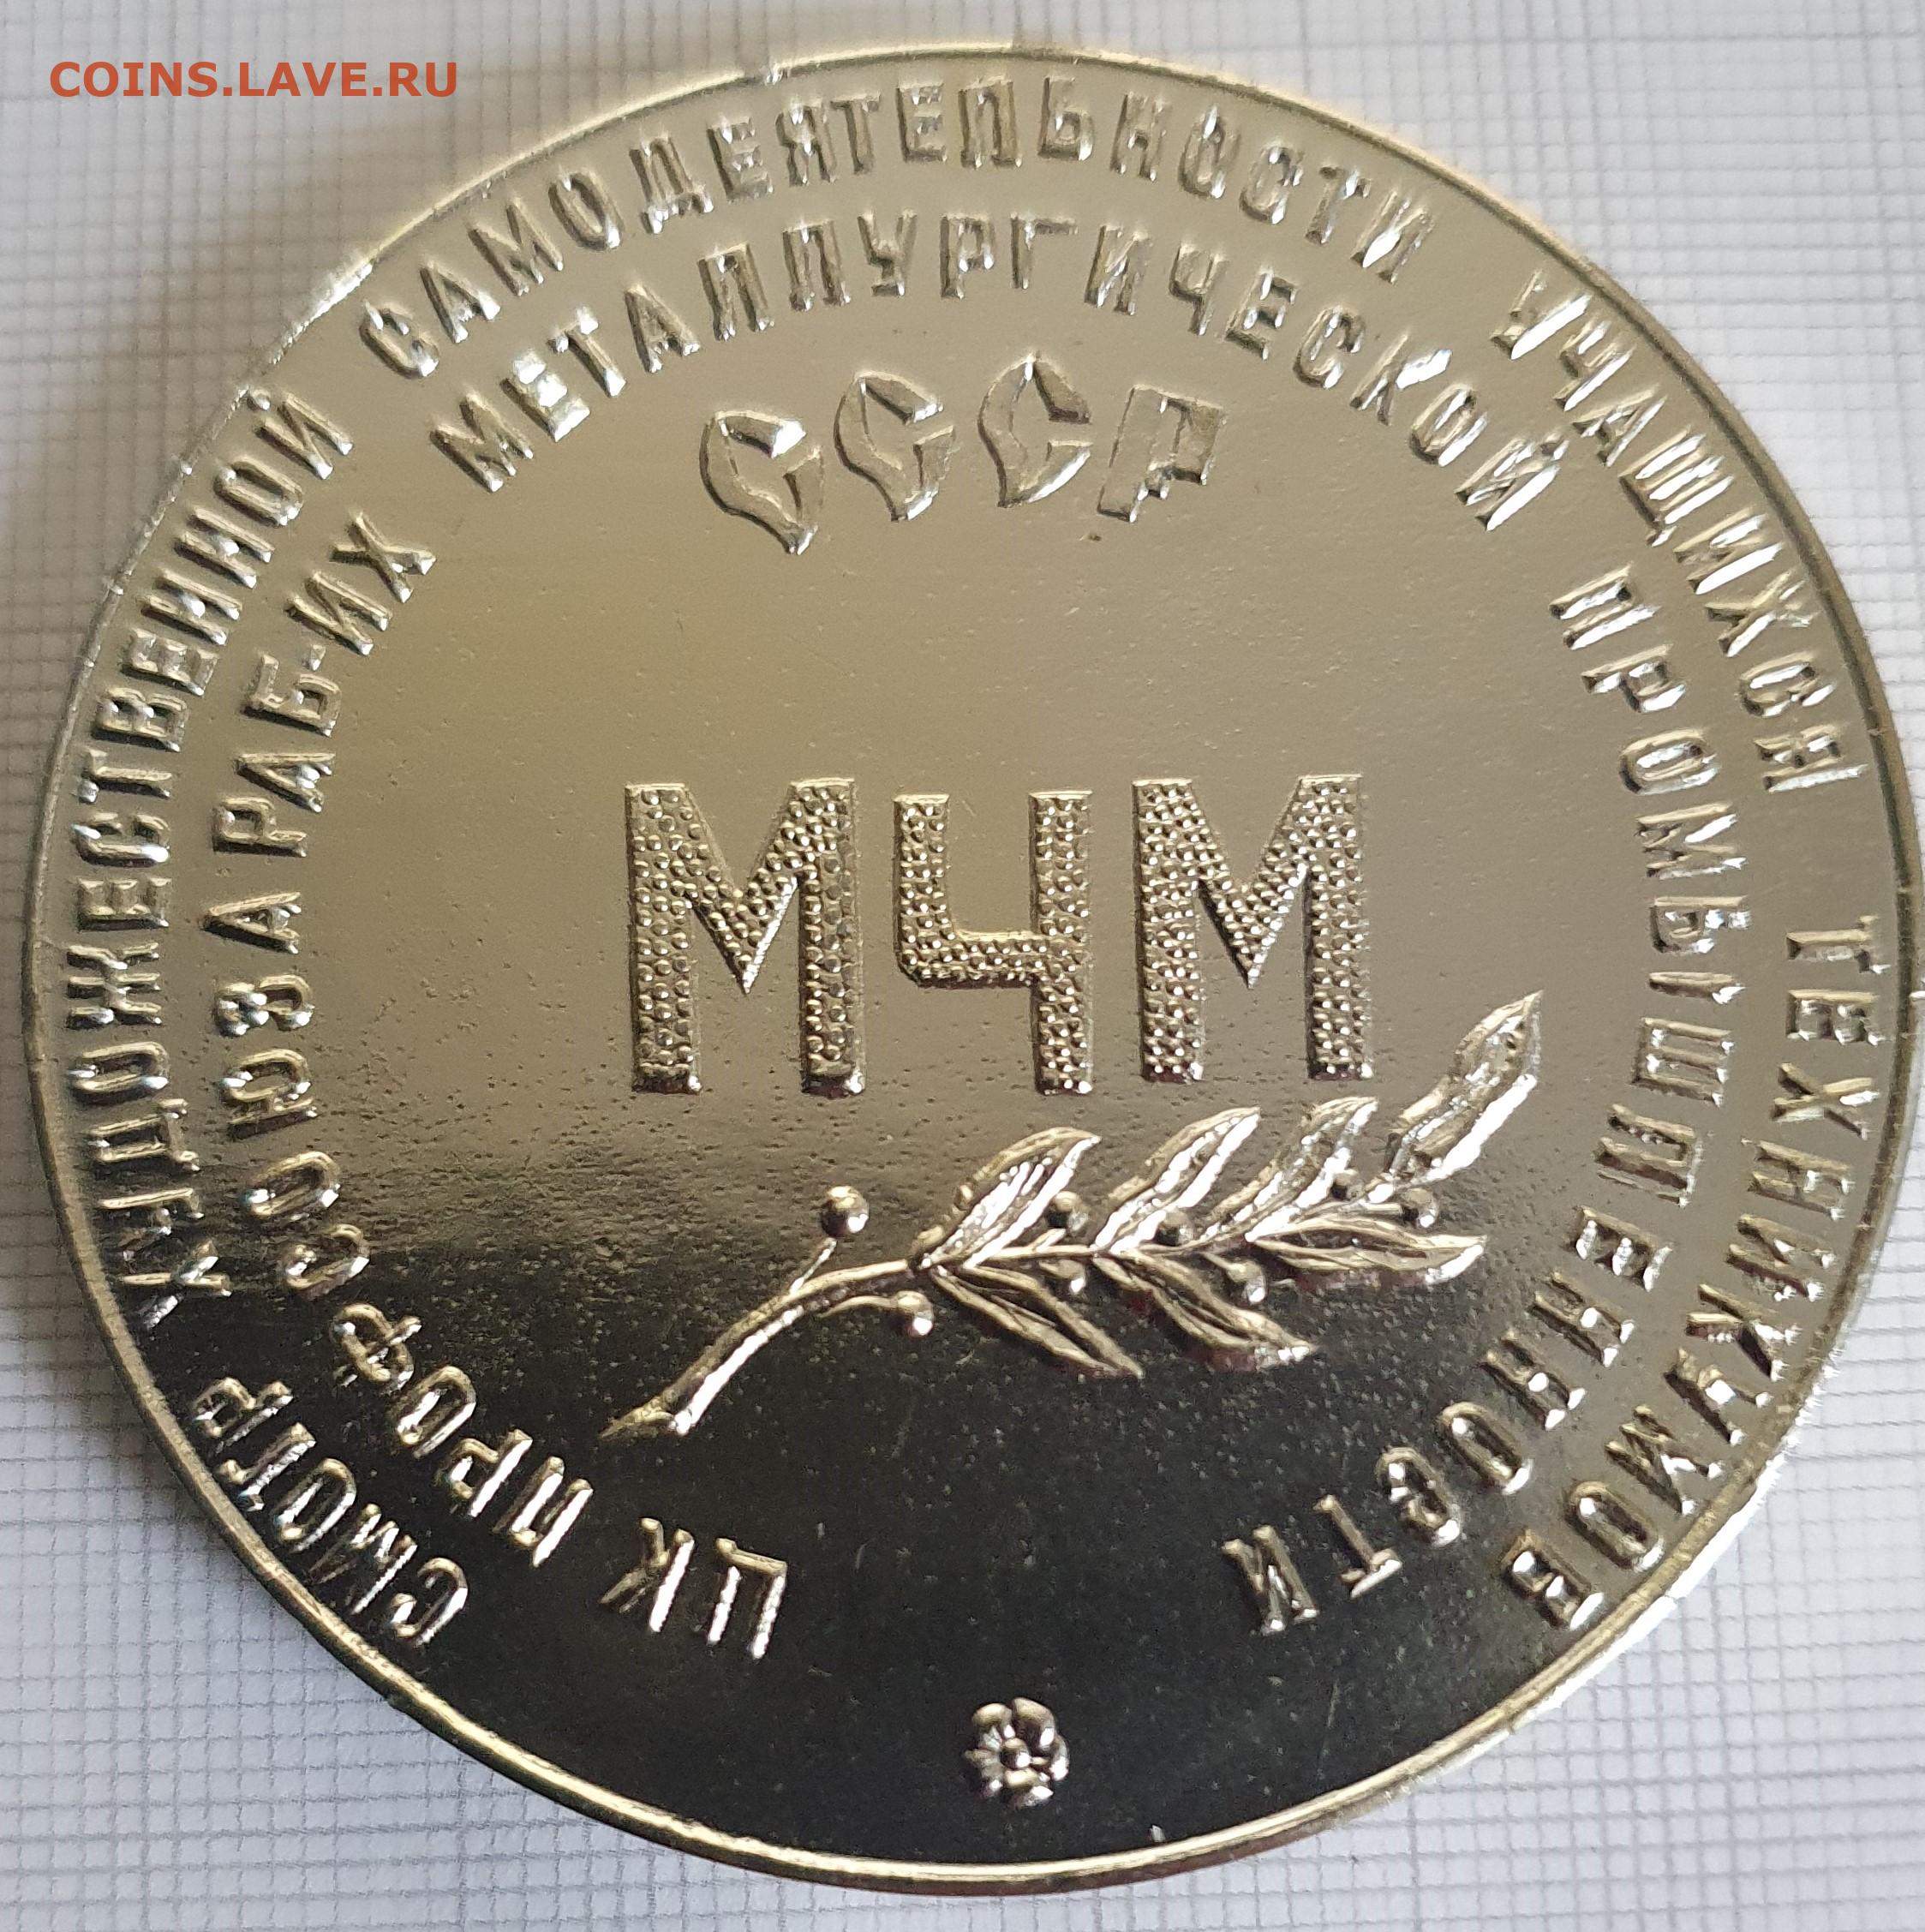 COINS.LAVE.RU
СМОТР ХУДОЖЕСТВЕННОЙ САМОДЕЯТЕЛЬНОСТИ УЧАЩИХСЯ ТЕХНИКУМОВ
ЦК ПРОФСОЮЗА РАБ-ИХ МЕТАЛЛУРГИЧЕСКОЙ ПРОМЫШЛЕННОСТИ
СССР
МЧМ